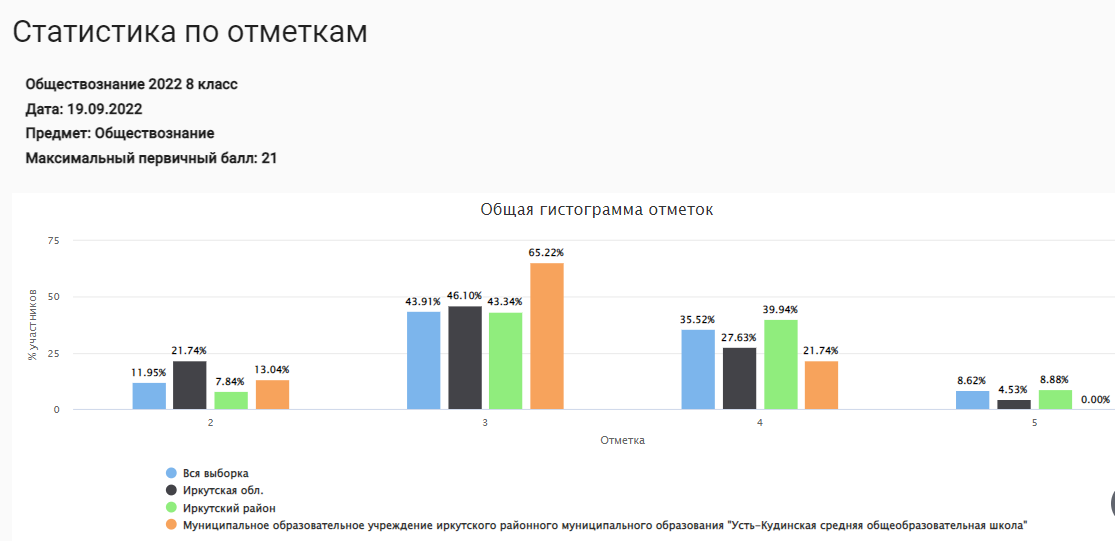 Статистика по отметкам
Обществознание 2022 8 класс
Дата: 19.09.2022
Предмет: Обществознание
Максимальный первичный балл: 21
Общая гистограмма отметок
% участников
75
50
25
0
11.95%
21.74%
7.84%
13.04%
43.91%
46.10%
43.34%
65.22%
35.52%
27.63%
39.94%
21.74%
8.62%
4.53%
8.88%
0.00%
2
3
4
5
Отметка
Вся выборка
Иркутская обл.
Иркутский район
Муниципальное образовательное учреждение иркутского районного муниципального образования "Усть-Кудинская средняя общеобразовательная школа"